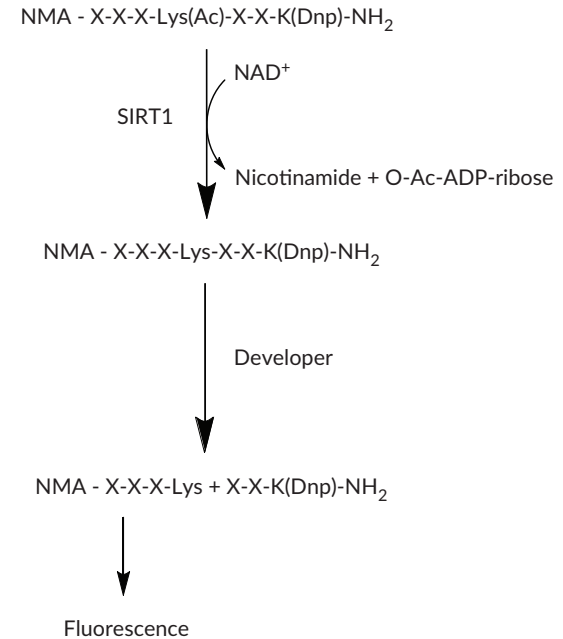 NMA - X-X-X-Lys(Ac)-X-X-K(Dnp)-NH₂
NAD⁺
SIRT1
Nicotinamide + O-Ac-ADP-ribose
NMA - X-X-X-Lys-X-X-K(Dnp)-NH₂
Developer
NMA - X-X-X-Lys + X-X-K(Dnp)-NH₂
Fluorescence